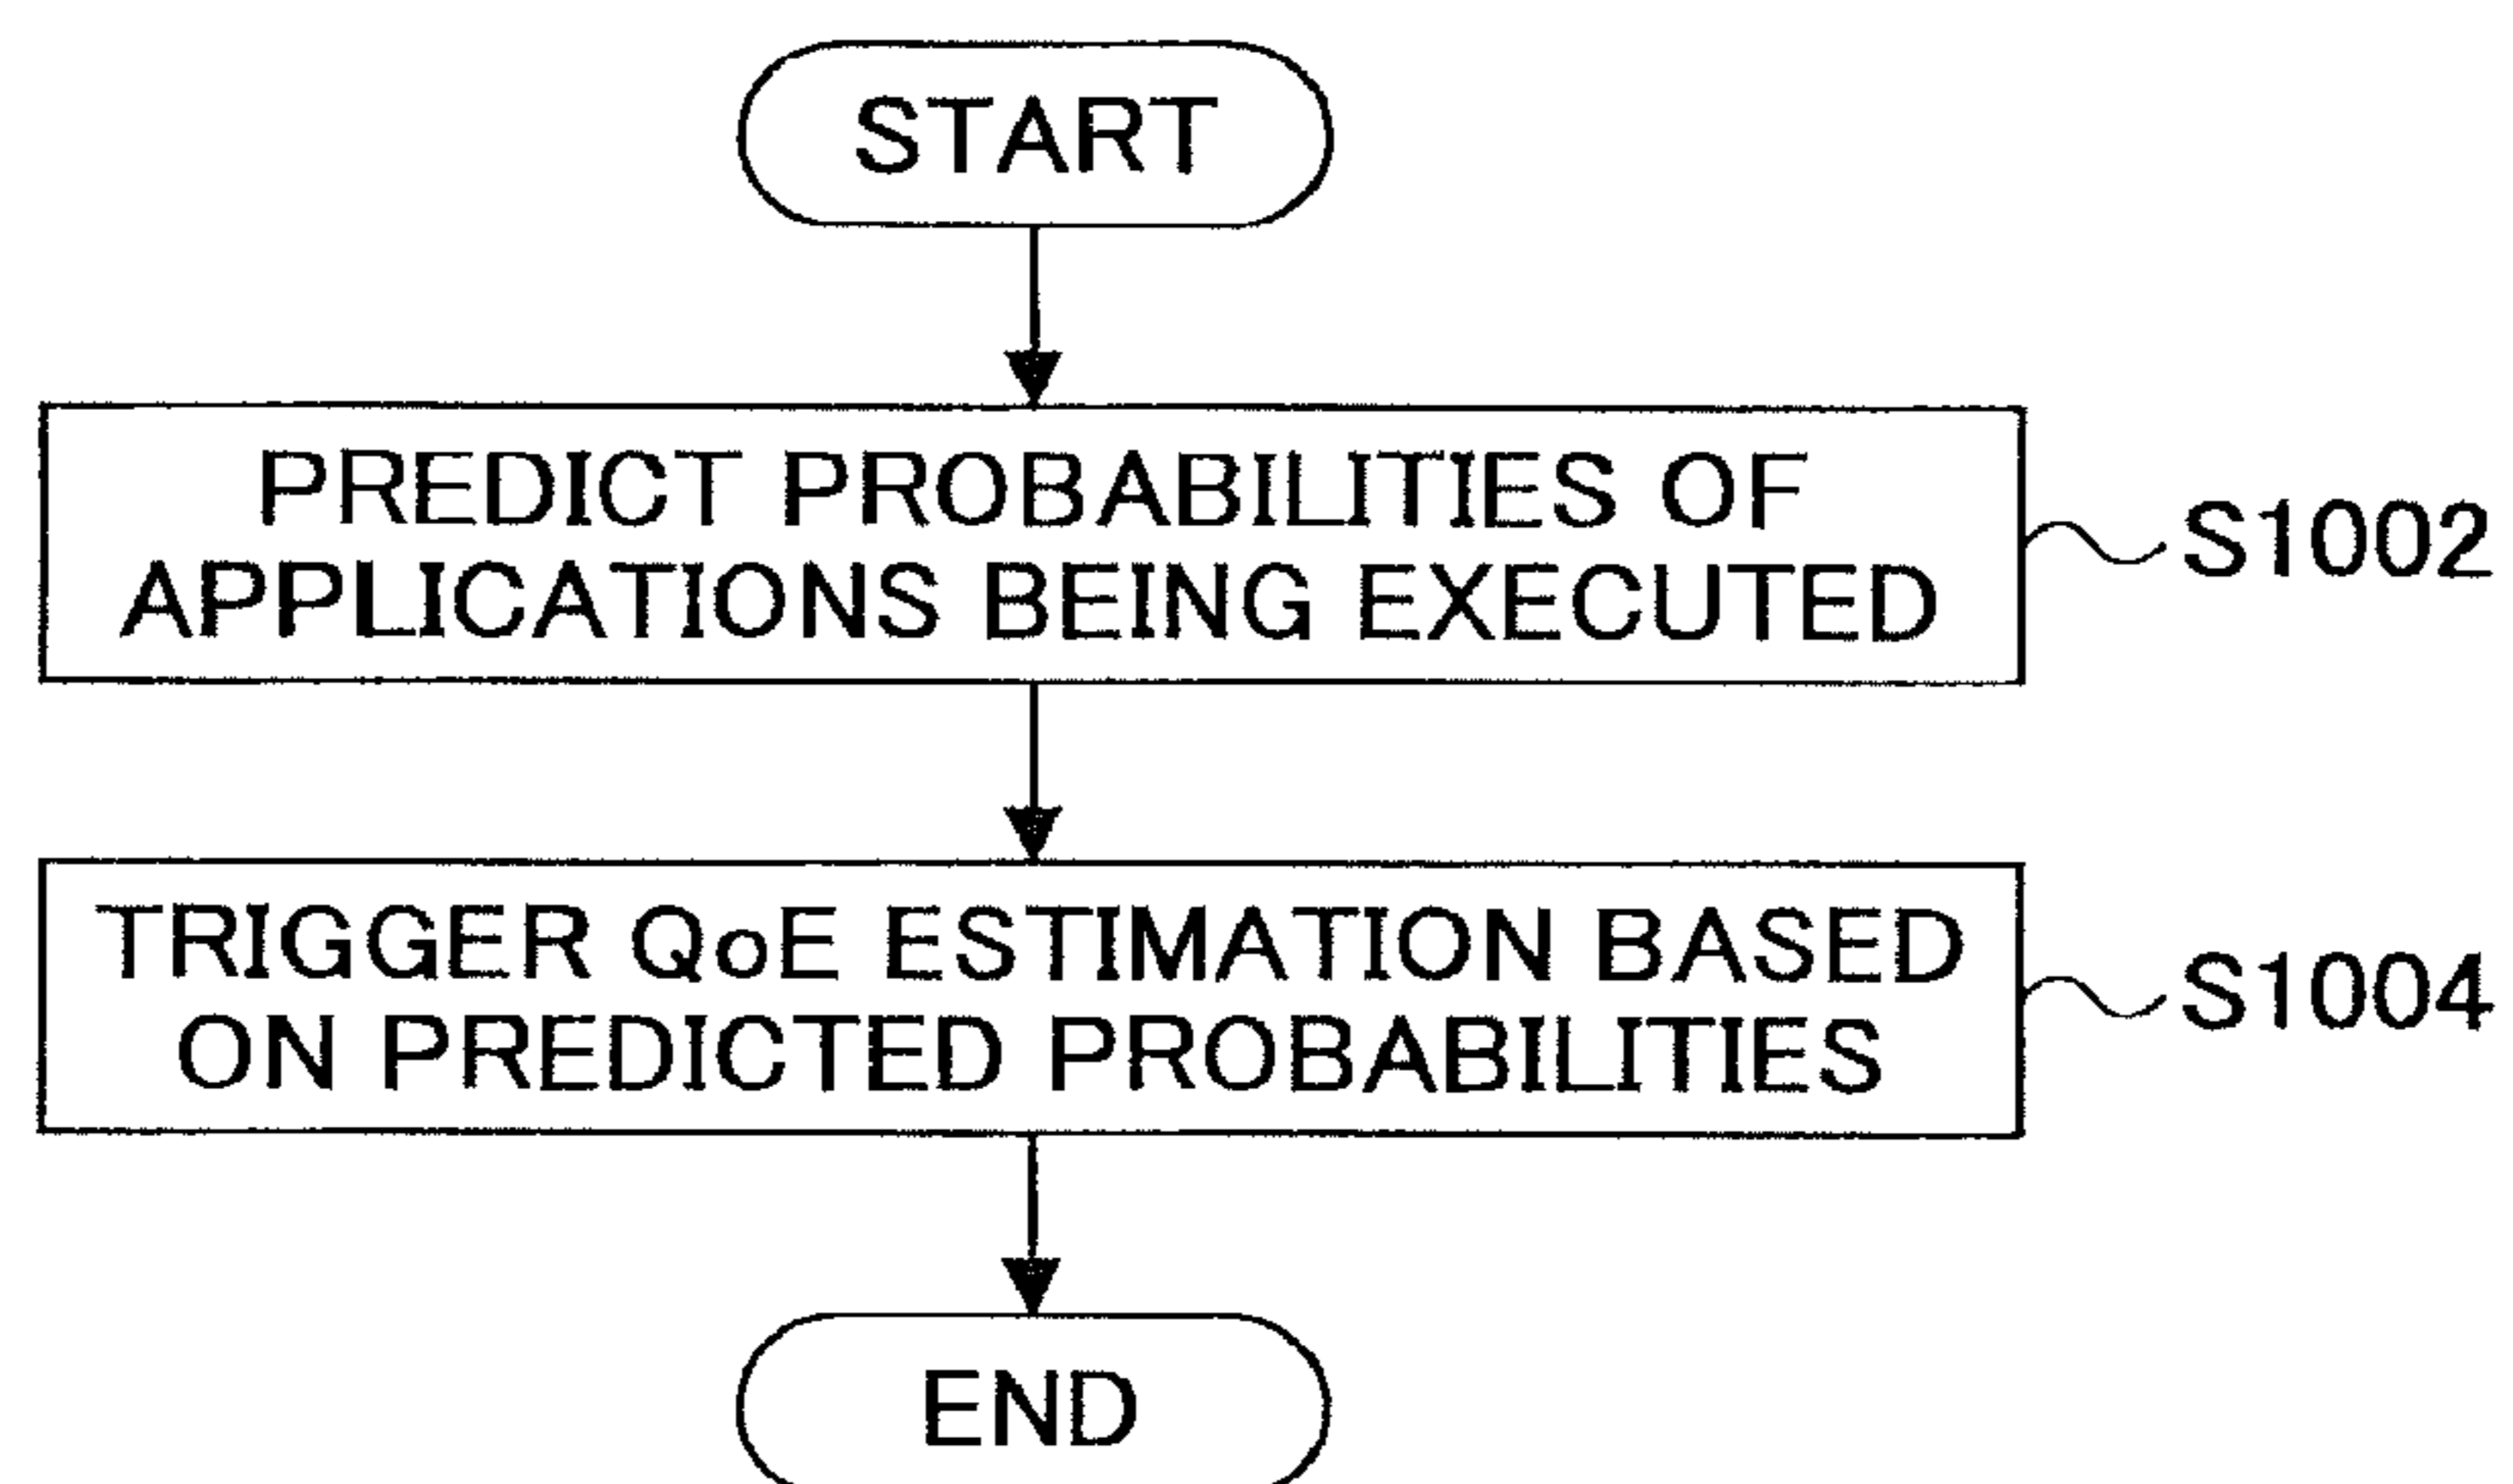 START
PREDICT PROBABILITIES OF
APPLICATIONS BEING EXECUTED
S1002
TRIGGER QoE ESTIMATION BASED
ON PREDICTED PROBABILITIES
S1004
END